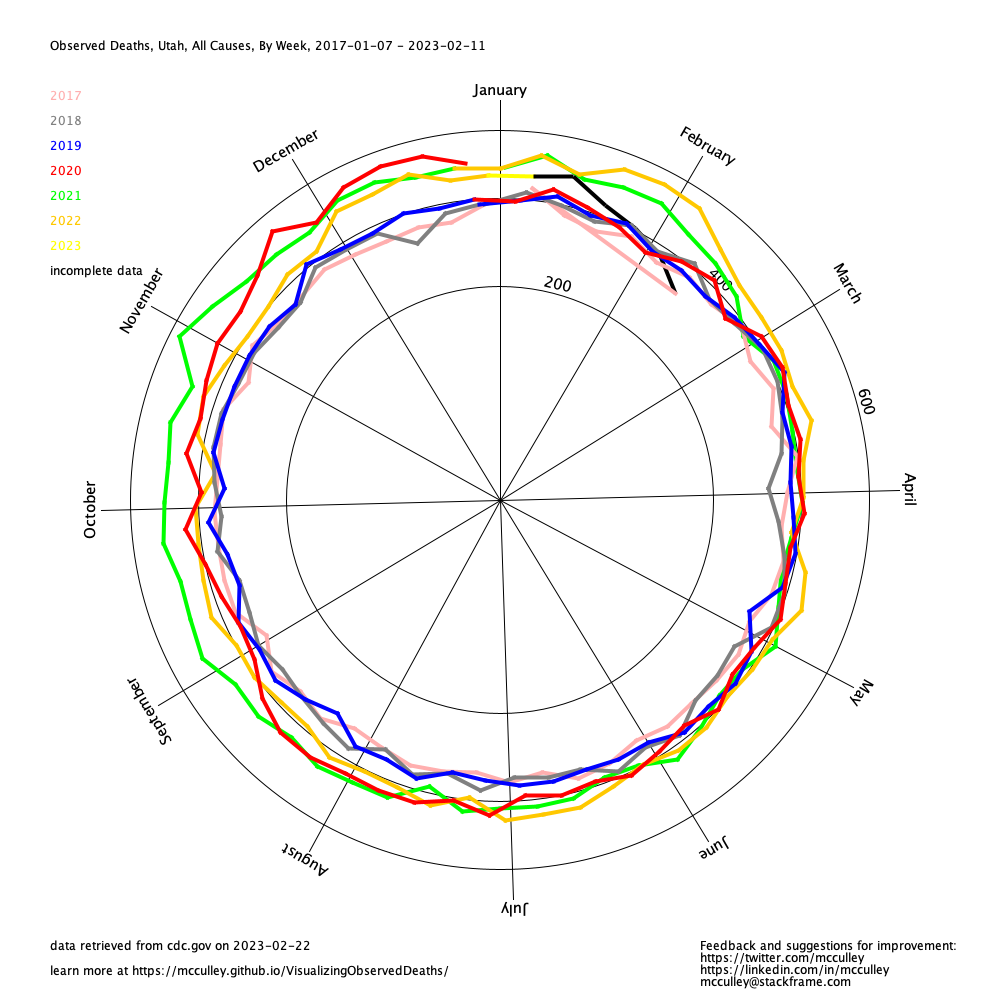 Observed Deaths, Utah, All Causes, By Week, 2017-01-07 - 2023-02-11
January
2017
2018
2019
2020
2021
2022
2023
incomplete data
December
February
November
March
200
400
600
October
April
September
May
August
June
July
data retrieved from cdc.gov on 2023-02-22
learn more at https://mcculley.github.io/VisualizingObservedDeaths/
Feedback and suggestions for improvement:
https://twitter.com/mcculley
https://linkedin.com/in/mcculley
mcculley@stackframe.com